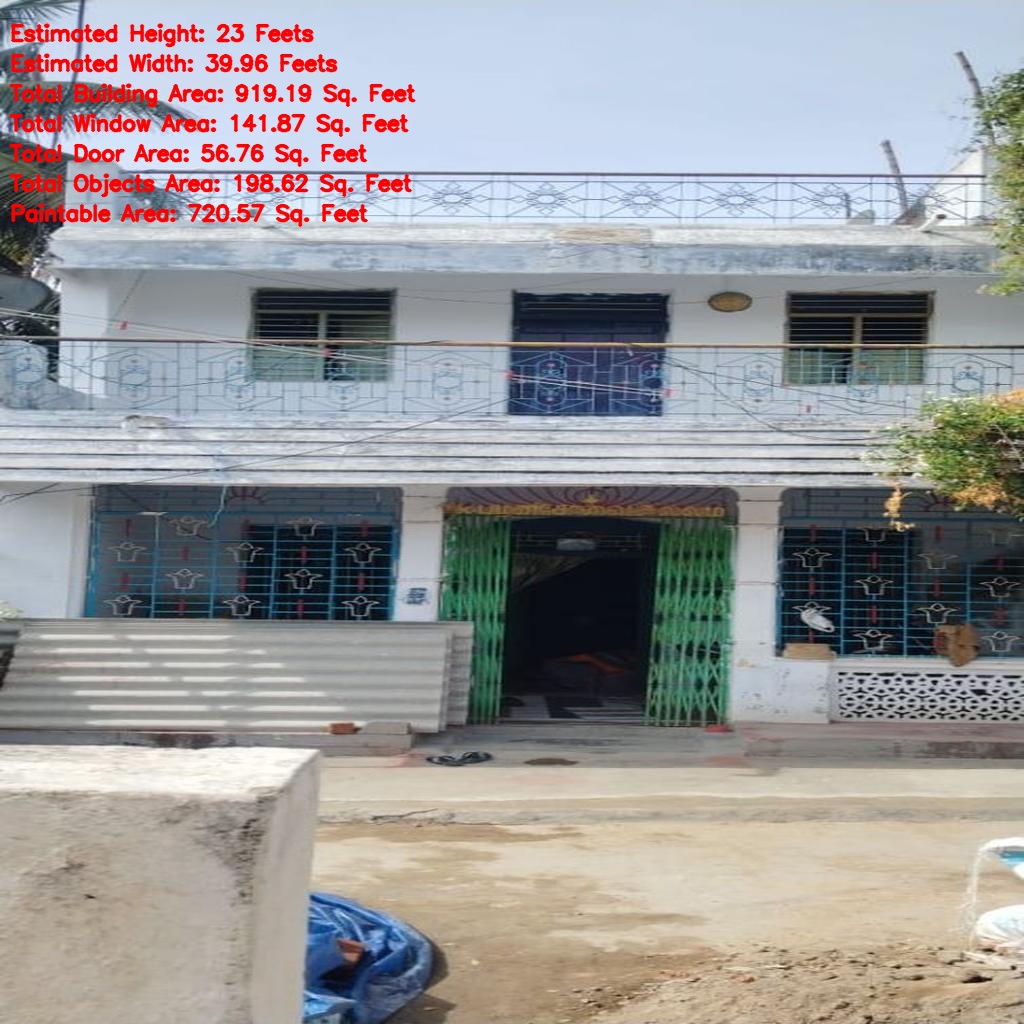 Estimated Height: 23 Feets
Estimated Width: 39.96 Feets
Total Building Area: 919.19 Sq. Feet
Total Window Area: 141.87 Sq. Feet
Total Door Area: 56.76 Sq. Feet
Total Objects Area: 198.62 Sq. Feet
Paintable Area: 720.57 Sq. Feet